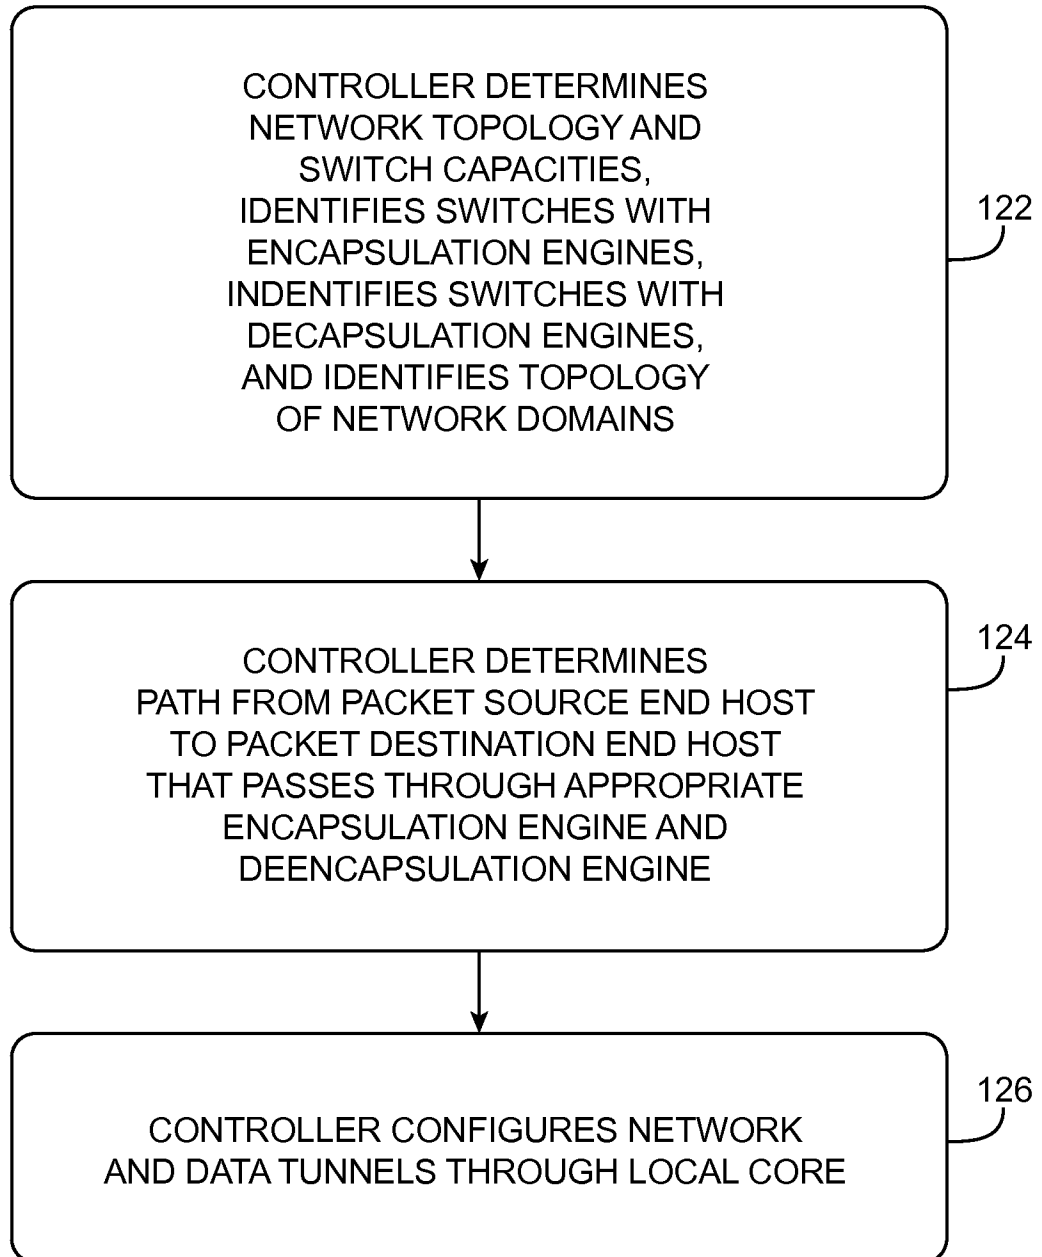 CONTROLLER DETERMINES
NETWORK TOPOLOGY AND
SWITCH CAPACITIES,
IDENTIFIES SWITCHES WITH
ENCAPSULATION ENGINES,
INDENTIFIES SWITCHES WITH
DECAPSULATION ENGINES,
AND IDENTIFIES TOPOLOGY
OF NETWORK DOMAINS
122
CONTROLLER DETERMINES
PATH FROM PACKET SOURCE END HOST
TO PACKET DESTINATION END HOST
THAT PASSES THROUGH APPROPRIATE
ENCAPSULATION ENGINE AND
DEENCAPSULATION ENGINE
124
CONTROLLER CONFIGURES NETWORK
AND DATA TUNNELS THROUGH LOCAL CORE
126